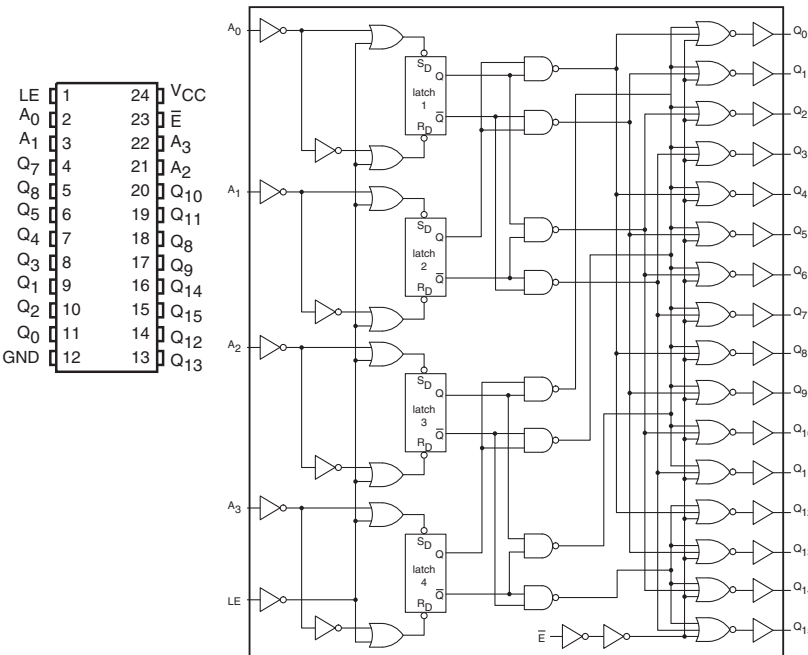 LE 1 24 VCC
A0 2 23 E̅
A1 3 22 A3
Q7 4 21 A2
Q8 5 20 Q10
Q5 6 19 Q11
Q4 7 18 Q8
Q3 8 17 Q9
Q1 9 16 Q14
Q2 10 15 Q15
Q0 11 14 Q12
GND 12 13 Q13
A0
SD
Q
latch
1
Q̅
RD
A1
SD
Q
latch
2
Q̅
RD
A2
SD
Q
latch
3
Q̅
RD
A3
SD
Q
latch
4
Q̅
RD
LE
E̅
Q0
Q1
Q2
Q3
Q4
Q5
Q6
Q7
Q8
Q9